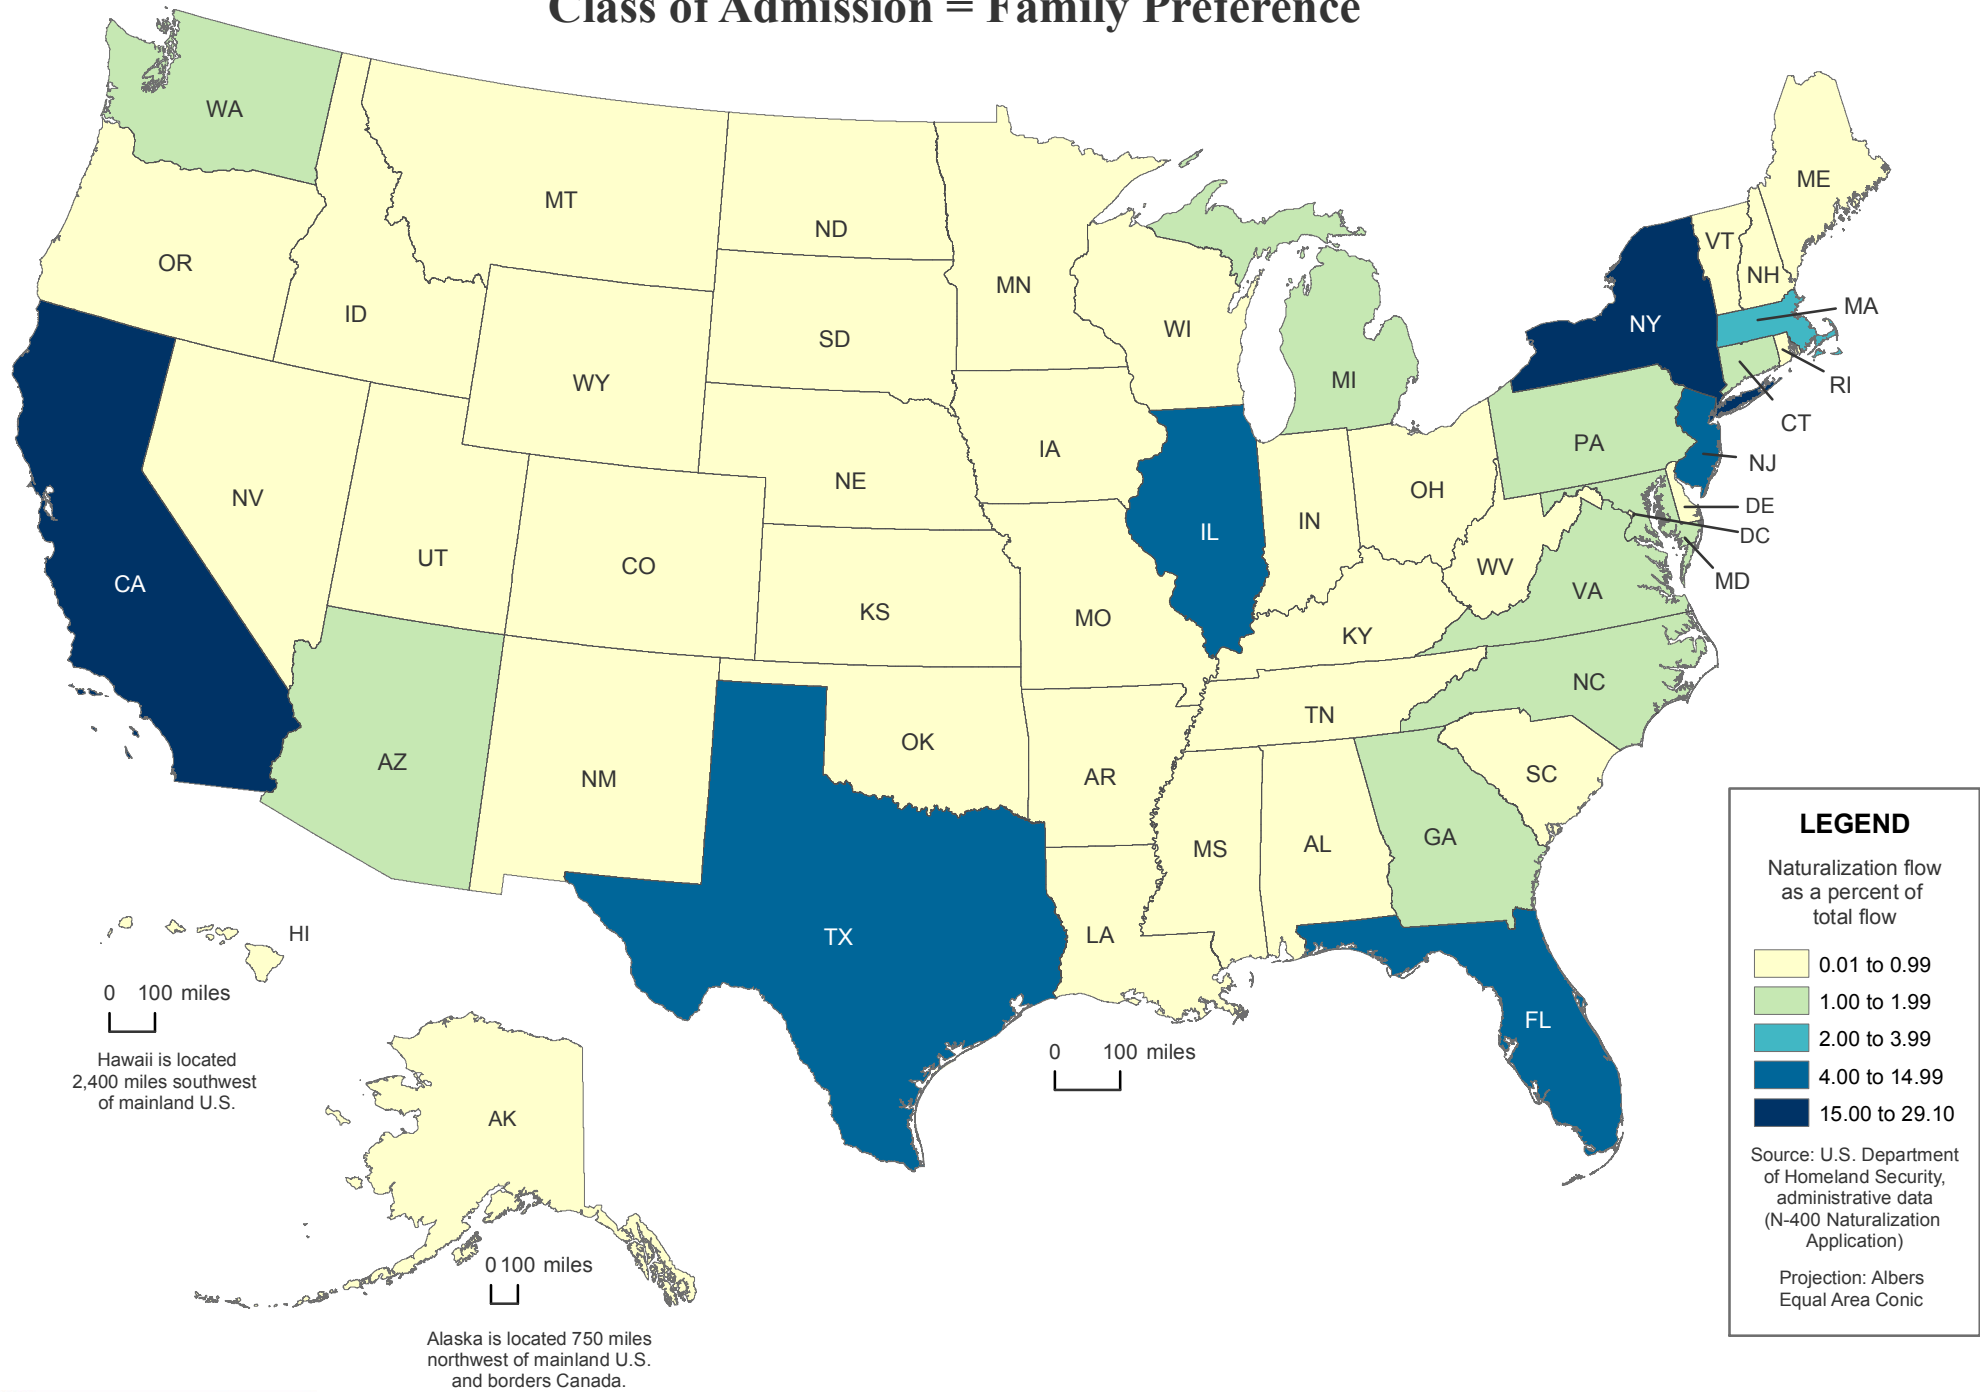 Class of Admission = Family Preference
WA
MT
ND
MN
ME
VT
NH
OR
ID
SD
WI
NY
MA
WY
MI
RI
CT
NV
NE
IA
PA
NJ
UT
CO
IL
IN
OH
DE
DC
CA
KS
MO
WV
VA
MD
KY
NC
TN
AZ
NM
OK
AR
SC
MS
AL
GA
TX
LA
FL
HI
0 100 miles
Hawaii is located
2,400 miles southwest
of mainland U.S.
AK
0 100 miles
Alaska is located 750 miles
northwest of mainland U.S.
and borders Canada.
0 100 miles
LEGEND
Naturalization flow
as a percent of
total flow
0.01 to 0.99
1.00 to 1.99
2.00 to 3.99
4.00 to 14.99
15.00 to 29.10
Source: U.S. Department
of Homeland Security,
administrative data
(N-400 Naturalization
Application)
Projection: Albers
Equal Area Conic